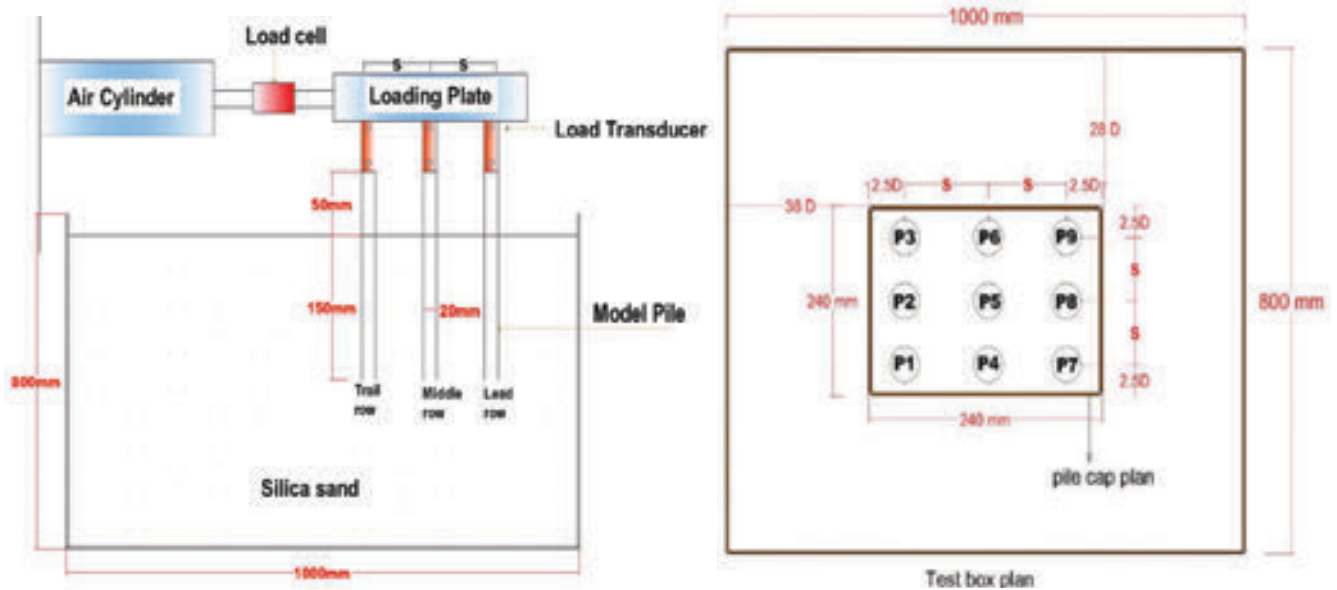 Load cell
S
S
Air Cylinder
Loading Plate
Load Transducer
50mm
150mm
20mm
Model Pile
800mm
Trail
row
Middle
row
Lead
row
Silica sand
1000mm
1000 mm
28 D
2.5D
S
S
2.5D
38 D
2.5D
P3
P6
P9
S
240 mm
P2
P5
P8
800 mm
S
P1
P4
P7
2.5D
240 mm
pile cap plan
Test box plan